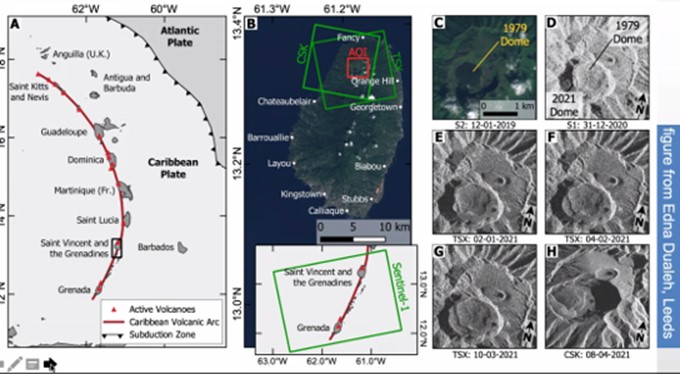 A
62°W
60°W
Atlantic
Plate
Anguilla (U.K.)
Saint Kitts
and Nevis
Antigua and
Barbuda
Guadeloupe
Dominica
Caribbean
Plate
Martinique (Fr.)
Saint Lucia
Saint Vincent and
the Grenadines
Barbados
Grenada
Active Volcanoes
Caribbean Volcanic Arc
Subduction Zone
B
61.3°W
61.2°W
13.4°N
13.2°N
13.0°N
Fancy
CSK
AOI
TSX
Orange Hill
Chateaubelair
Georgetown
Barrouallie
Layou
Biabou
Kingstown
Stubbs
Calliaque
0 5 10 km
Saint Vincent and
the Grenadines
Sentinel-1
Grenada
13.0°N
12.0°N
63.0°W
62.0°W
61.0°W
C
1979
Dome
0 1 km
S2: 12-01-2019
D
1979
Dome
2021
Dome
N
S1: 31-12-2020
E
N
TSX: 02-01-2021
F
N
TSX: 04-02-2021
G
N
TSX: 10-03-2021
H
N
CSK: 08-04-2021
figure from Edna Dualeh, Leeds